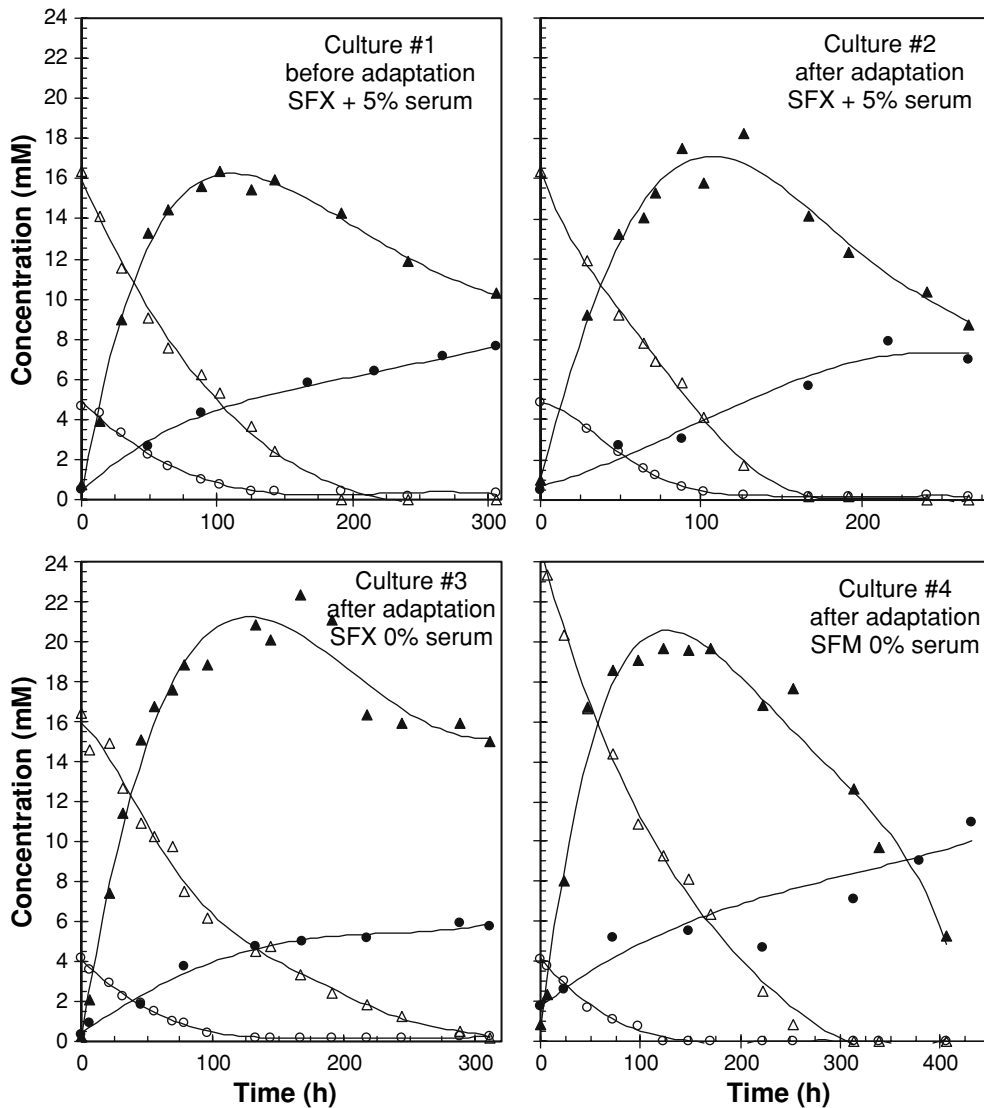 24
22
20
18
16
14
12
10
8
6
4
2
0
Concentration (mM)
Culture #1
before adaptation
SFX + 5% serum
0 100 200 300
Culture #2
after adaptation
SFX + 5% serum
0 100 200
24
22
20
18
16
14
12
10
8
6
4
2
0
Concentration (mM)
Culture #3
after adaptation
SFX 0% serum
0 100 200 300
Time (h)
Culture #4
after adaptation
SFM 0% serum
0 100 200 300 400
Time (h)